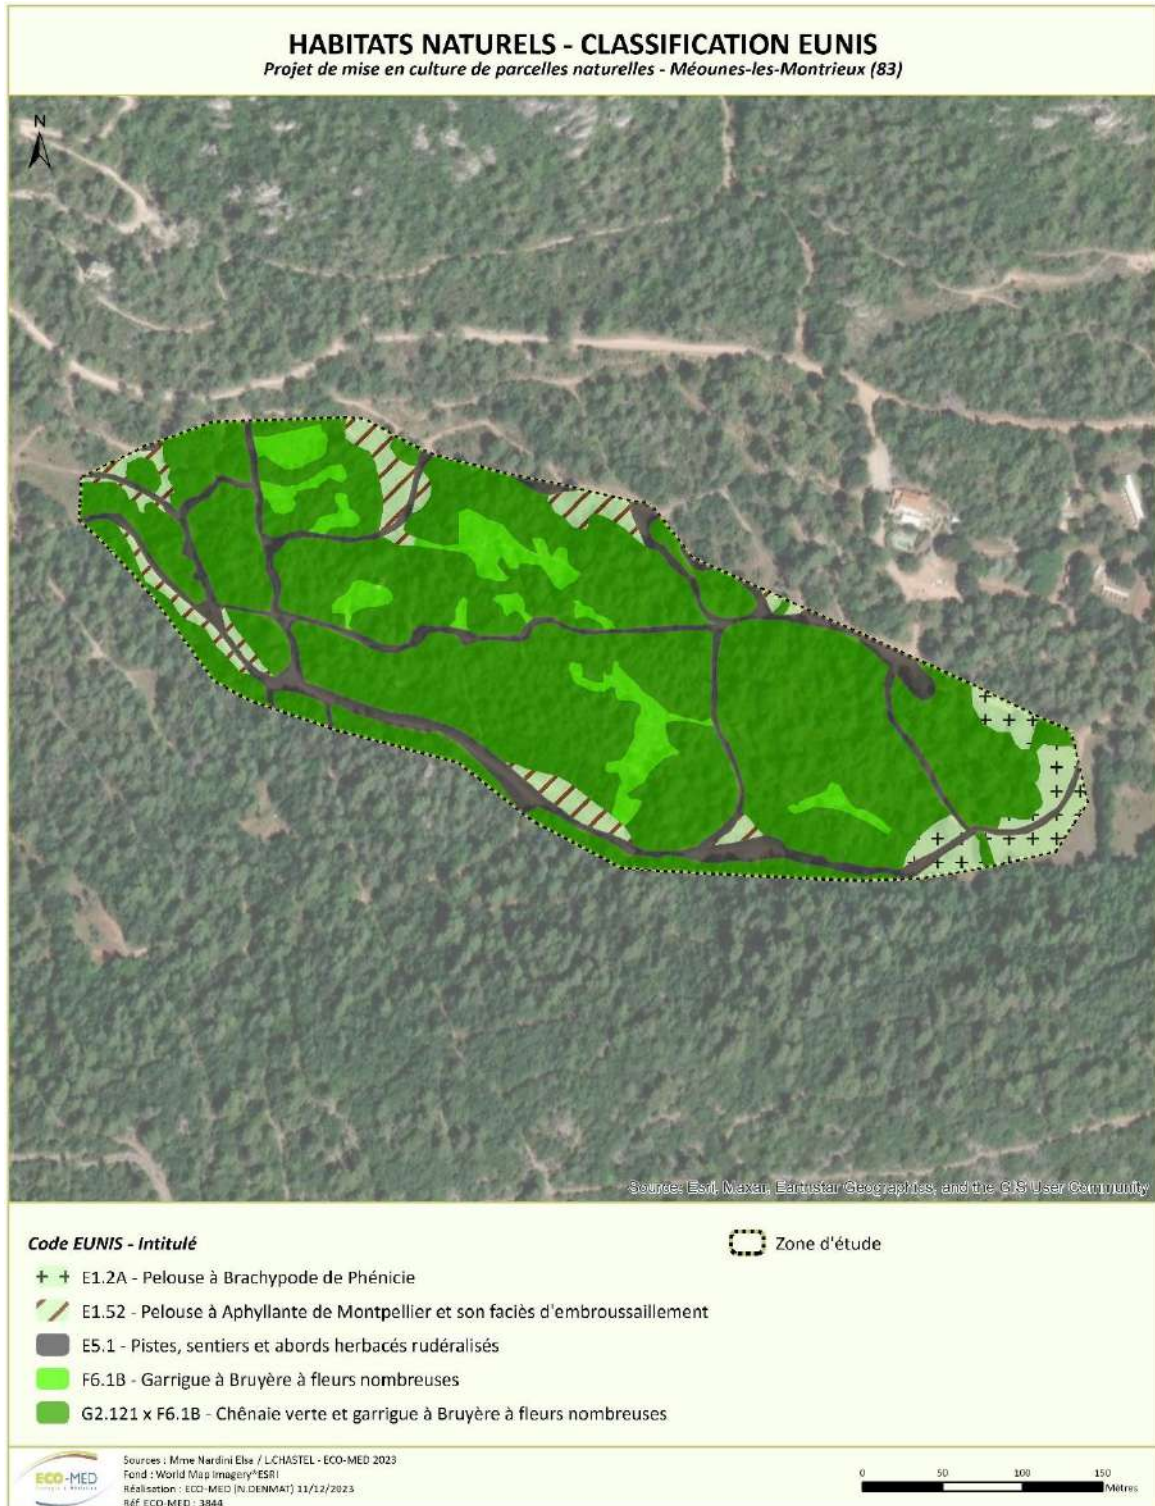 HABITATS NATURELS - CLASSIFICATION EUNIS
Projet de mise en culture de parcelles naturelles - Méounes-les-Montrieux (83)
N
Source: Esri, Maxar, Earthstar Geographics, and the GIS User Community
Code EUNIS - Intitulé
E1.2A - Pelouse à Brachypode de Phénicie
E1.52 - Pelouse à Aphyllante de Montpellier et son faciès d'embroussaillement
E5.1 - Pistes, sentiers et abords herbacés rudéralisés
F6.1B - Garrigue à Bruyère à fleurs nombreuses
G2.121 x F6.1B - Chênaie verte et garrigue à Bruyère à fleurs nombreuses
Zone d'étude
ECO-MED
Sources : Mme Nardini Elsa / L.CHASTEL - ECO-MED 2023
Fond : World Map Imagery®ESRI
Réalisation : ECO-MED (N.DENMAT) 11/12/2023
Réf. ECO-MED : 3844
0 50 100 150
Mètres